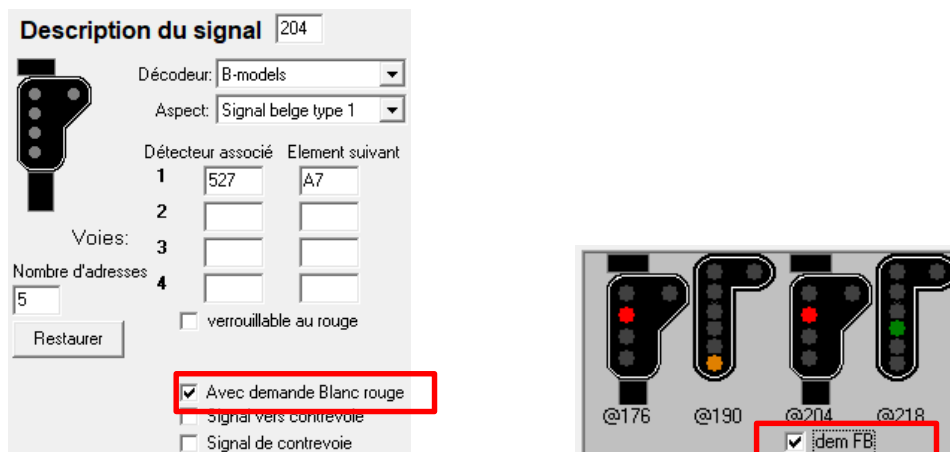 Description du signal 204
Décodeur: B-models
Aspect: Signal belge type 1
Détecteur associé Element suivant
1 527 A7
2
Voies:
3
Nombre d'adresses
4
5
verrouillable au rouge
Restaurer
Avec demande Blanc rouge
Signal vers contrevoie
Signal de contrevoie
@176 @190 @204 @218
dem FB